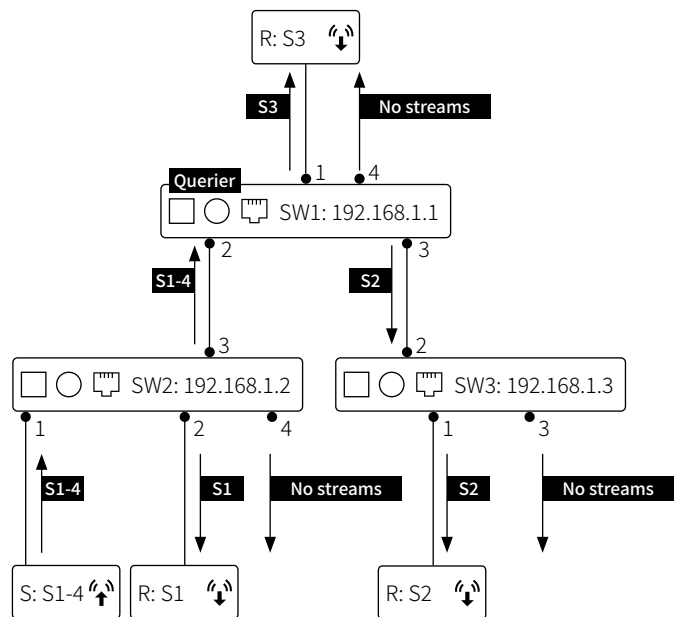 R: S3
S3
No streams
1
4
Querier
SW1: 192.168.1.1
2
3
S1-4
S2
3
2
SW2: 192.168.1.2
SW3: 192.168.1.3
1
2
4
1
3
S1-4
S1
No streams
S2
No streams
S: S1-4
R: S1
R: S2